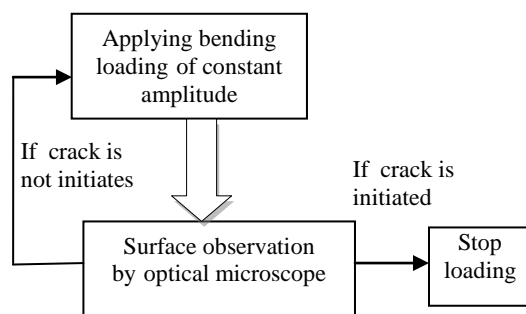 Applying bending
loading of constant
amplitude
If crack is
not initiates
If crack is
initiated
Surface observation
by optical microscope
Stop
loading